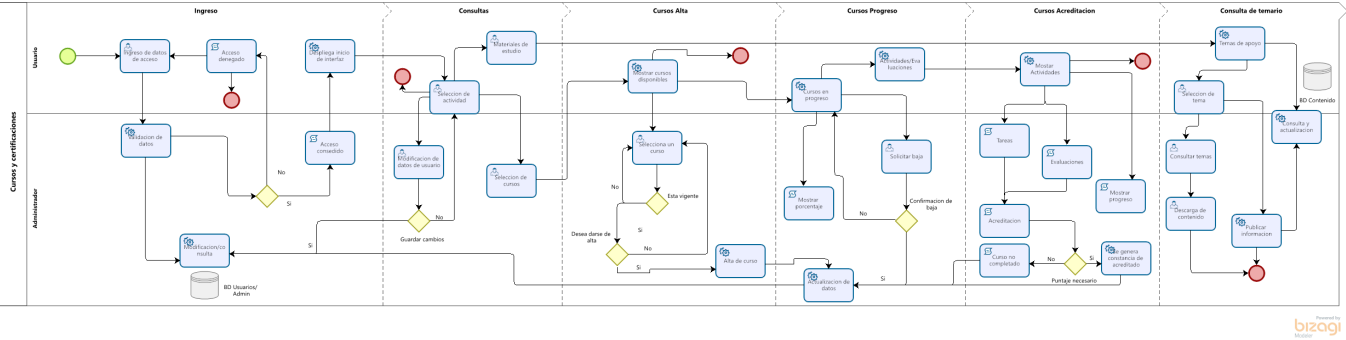 Ingreso
Consultas
Cursos Alta
Cursos Progreso
Cursos Acreditacion
Consulta de temario
Cursos y certificaciones
Usuario
Administrador
Ingreso de datos
de acceso
Acceso
denegado
Despliega inicio
de interfaz
Validacion de
datos
Acceso
consedido
No
Si
Modificacion/co
nsulta
BD Usuarios/
Admin
Materiales de
estudio
Seleccion de
actividad
Modificacion de
datos de usuario
Seleccion de
cursos
No
Guardar cambios
Si
Mostrar cursos
disponibles
Selecciona un
curso
No
Esta vigente
Si
Desea darse de
alta
No
Si
Alta de curso
Actividades/Eva
luaciones
Cursos en
progreso
Solicitar baja
Mostrar
porcentaje
Confirmacion de
baja
No
Si
Actualizacion de
datos
Mostar
Actividades
Tareas
Evaluaciones
Mostrar
progreso
Acreditacion
Curso no
completado
No
Si
Se genera
constancia de
acreditado
Puntaje necesario
Temas de apoyo
Seleccion de
tema
BD Contenido
Consulta y
actualizacion
Consultar temas
Descarga de
contenido
Publicar
informacion
Powered by
bizagi
Modeler